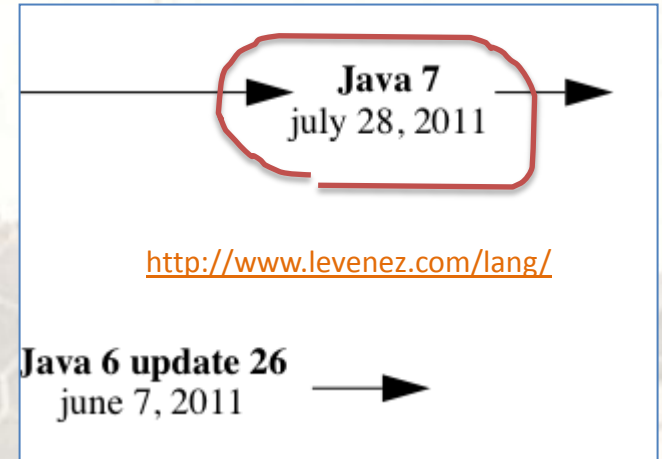 Java 7
july 28, 2011
http://www.levenez.com/lang/
Java 6 update 26
june 7, 2011